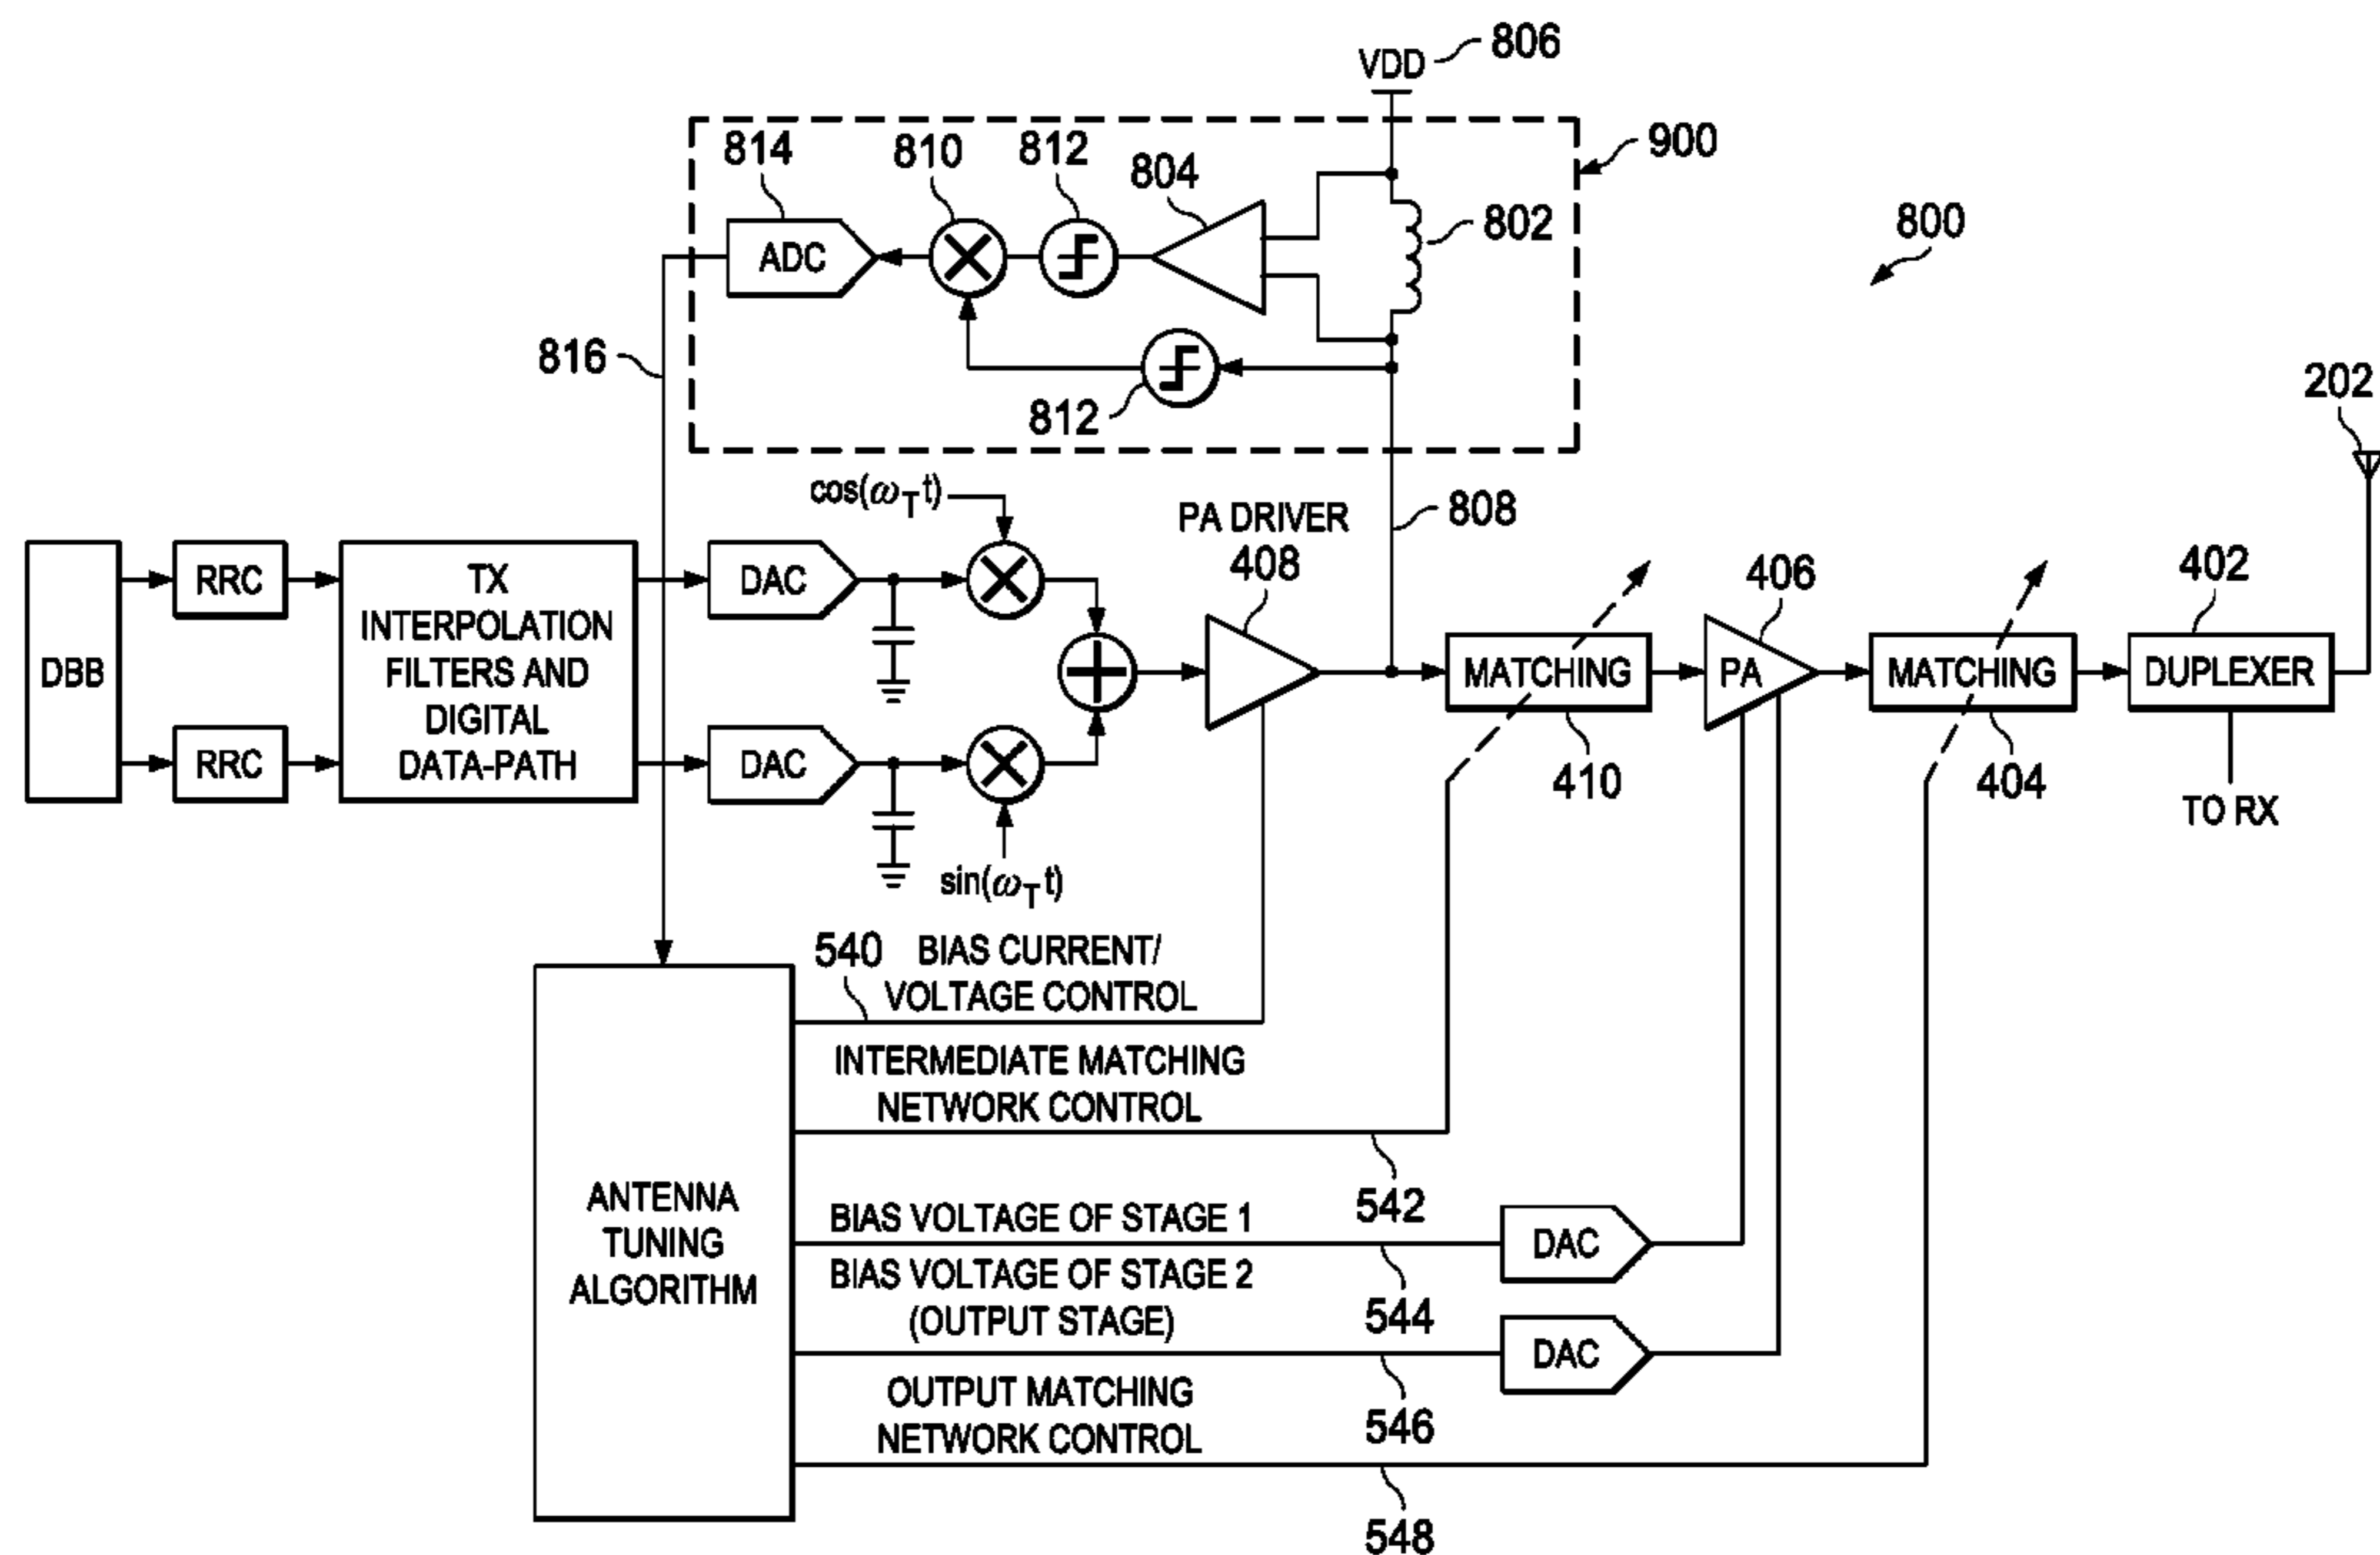 VDD
806
900
814
810
812
804
802
800
ADC
816
812
202
cos(ωTt)
808
PA DRIVER
408
406
402
DBB
RRC
RRC
TX
INTERPOLATION
FILTERS AND
DIGITAL
DATA-PATH
DAC
DAC
MATCHING
PA
MATCHING
DUPLEXER
410
404
TO RX
sin(ωTt)
540
BIAS CURRENT/
VOLTAGE CONTROL
INTERMEDIATE MATCHING
NETWORK CONTROL
542
ANTENNA
TUNING
ALGORITHM
BIAS VOLTAGE OF STAGE 1
DAC
544
BIAS VOLTAGE OF STAGE 2
(OUTPUT STAGE)
DAC
546
OUTPUT MATCHING
NETWORK CONTROL
548